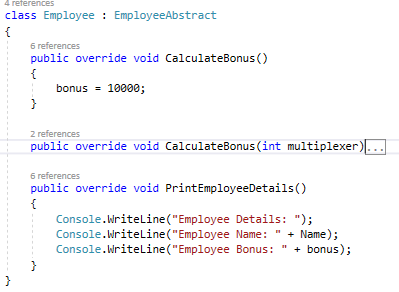 4 references
class Employee : EmployeeAbstract
{
6 references
public override void CalculateBonus()
{
bonus = 10000;
}
2 references
public override void CalculateBonus(int multiplexer)...
6 references
public override void PrintEmployeeDetails()
{
Console.WriteLine("Employee Details: ");
Console.WriteLine("Employee Name: " + Name);
Console.WriteLine("Employee Bonus: " + bonus);
}
}